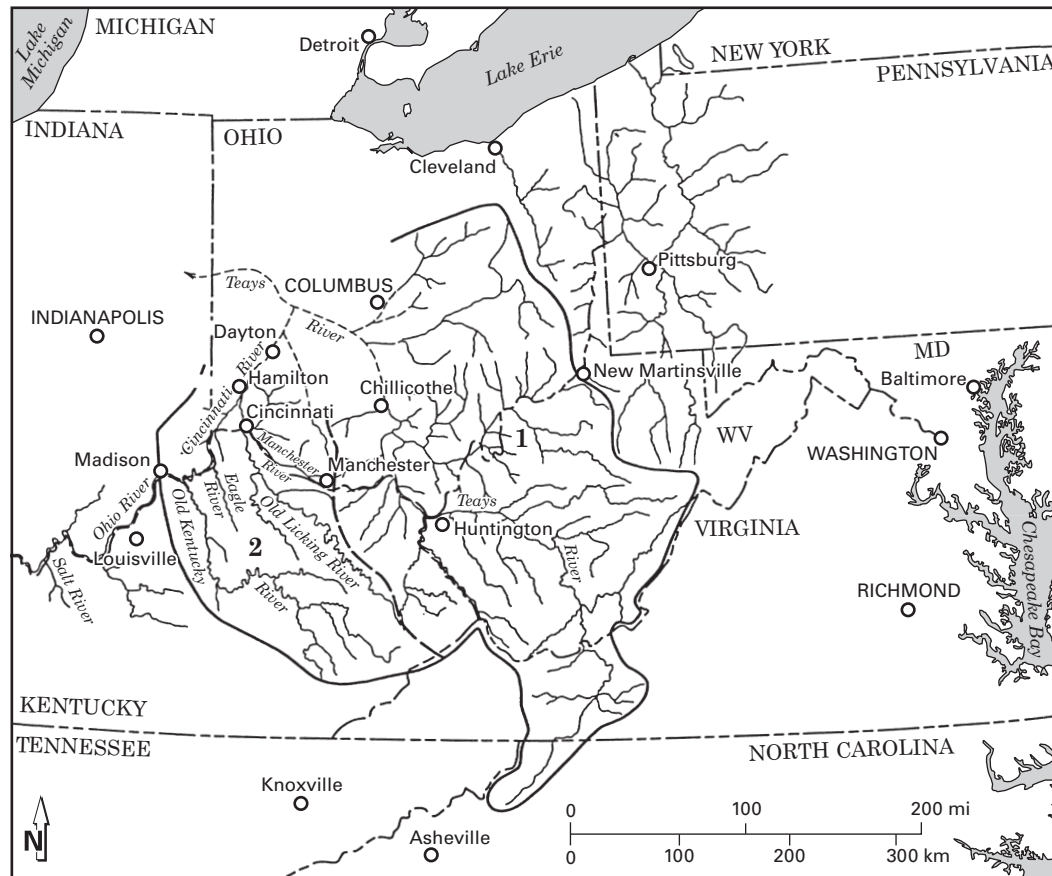 MICHIGAN
Lake
Michigan
Detroit
Lake Erie
NEW YORK
PENNSYLVANIA
INDIANA
OHIO
Cleveland
Pittsburg
Teays
River
COLUMBUS
INDIANAPOLIS
Dayton
MD
New Martinsville
Baltimore
Hamilton
Chillicothe
Cincinnati River
Cincinnati
1
WV
WASHINGTON
Manchester
River
Manchester
Madison
Teays
River
Ohio River
Old Kentucky
River
Eagle
River
Old Licking River
Huntington
VIRGINIA
Louisville
2
Salt River
RICHMOND
Chesapeake Bay
KENTUCKY
TENNESSEE
NORTH CAROLINA
Knoxville
0 100 200 mi
0 100 200 300 km
N
Asheville